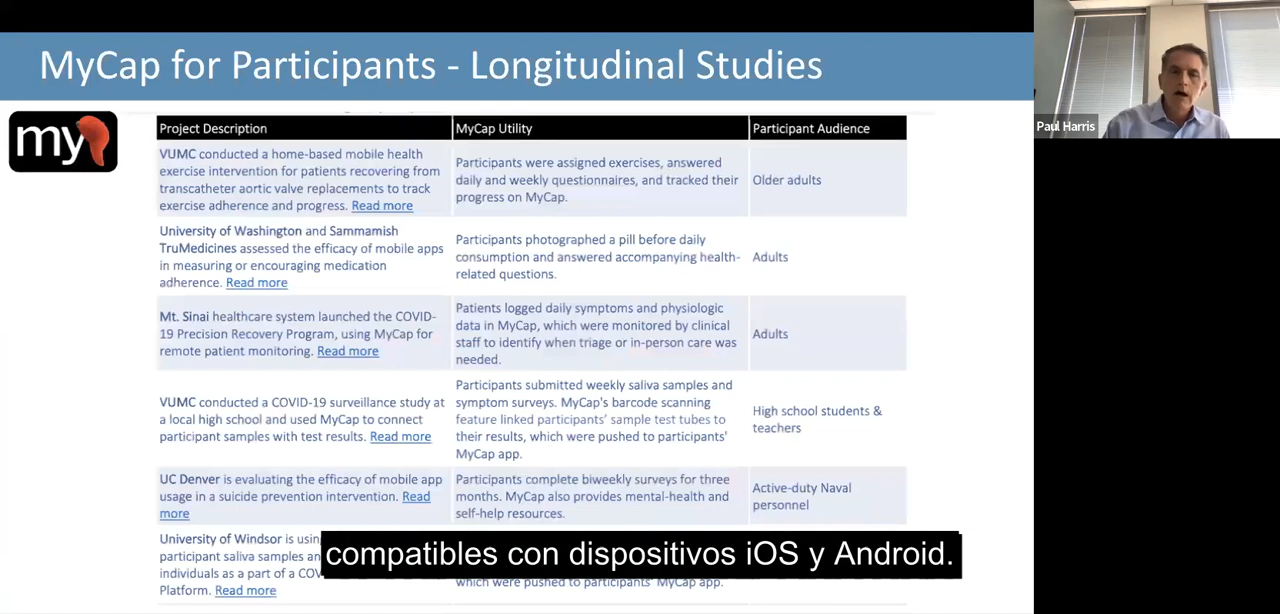 MyCap for Participants - Longitudinal Studies
Paul Harris
my
Project Description
MyCap Utility
Participant Audience
VUMC conducted a home-based mobile health
exercise intervention for patients recovering from
transcatheter aortic valve replacements to track
exercise adherence and progress. Read more
Participants were assigned exercises, answered
daily and weekly questionnaires, and tracked their
progress on MyCap.
Older adults
University of Washington and Sammamish
TruMedicines assessed the efficacy of mobile apps
in measuring or encouraging medication
adherence. Read more
Participants photographed a pill before daily
consumption and answered accompanying health-
related questions.
Adults
Mt. Sinai healthcare system launched the COVID-
19 Precision Recovery Program, using MyCap for
remote patient monitoring. Read more
Patients logged daily symptoms and physiologic
data in MyCap, which were monitored by clinical
staff to identify when triage or in-person care was
needed.
Adults
VUMC conducted a COVID-19 surveillance study at
a local high school and used MyCap to connect
participant samples with test results. Read more
Participants submitted weekly saliva samples and
symptom surveys. MyCap's barcode scanning
feature linked participants' sample test tubes to
their results, which were pushed to participants'
MyCap app.
High school students &
teachers
UC Denver is evaluating the efficacy of mobile app
usage in a suicide prevention intervention. Read
more
Participants complete biweekly surveys for three
months. MyCap also provides mental-health and
self-help resources.
Active-duty Naval
personnel
University of Windsor is using
participant saliva samples an
individuals as a part of a COV
Platform. Read more
which were pushed to participants' MyCap app.
compatibles con dispositivos iOS y Android.